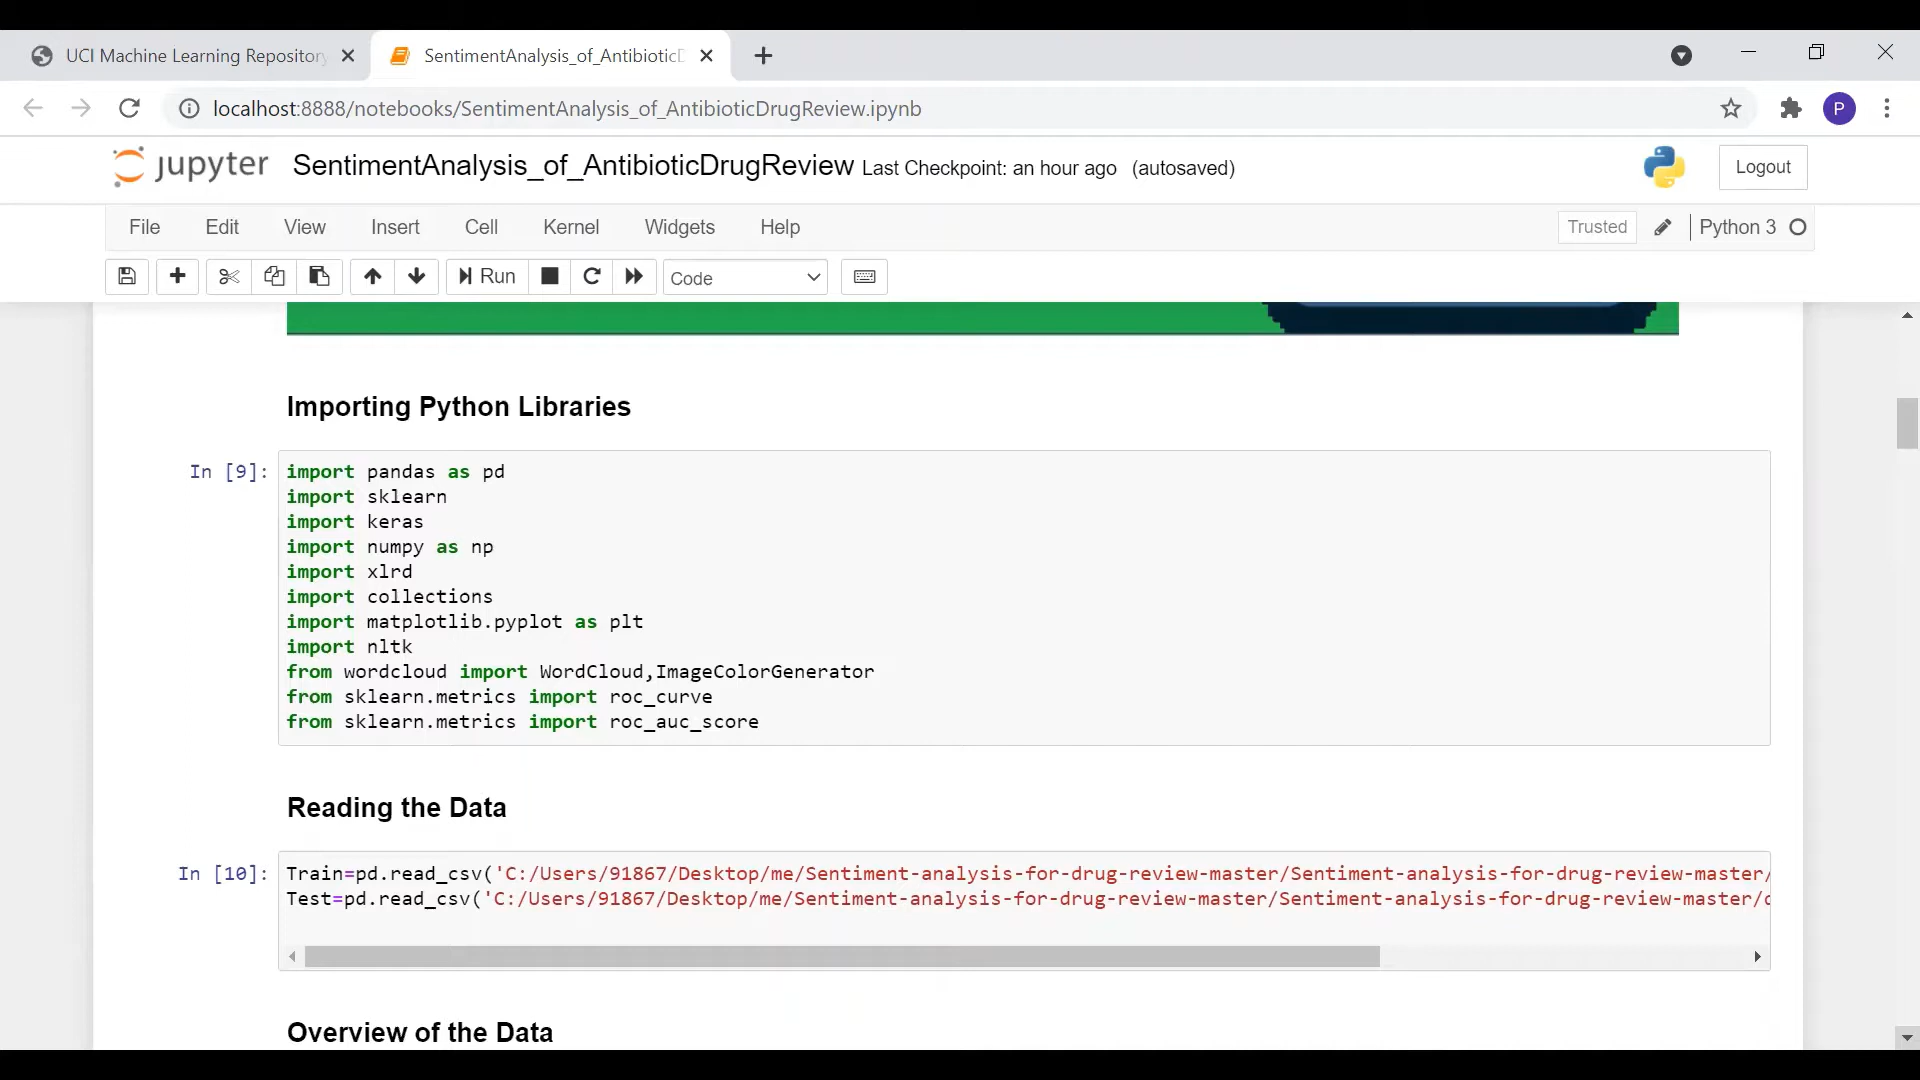 UCI Machine Learning Repository
SentimentAnalysis_of_Antibiotic
localhost:8888/notebooks/SentimentAnalysis_of_AntibioticDrugReview.ipynb
P
jupyter SentimentAnalysis_of_AntibioticDrugReview Last Checkpoint: an hour ago (autosaved)
Logout
File Edit View Insert Cell Kernel Widgets Help
Trusted Python 3
Run Code
Importing Python Libraries
In [9]:
import pandas as pd
import sklearn
import keras
import numpy as np
import xlrd
import collections
import matplotlib.pyplot as plt
import nltk
from wordcloud import WordCloud,ImageColorGenerator
from sklearn.metrics import roc_curve
from sklearn.metrics import roc_auc_score
Reading the Data
In [10]:
Train=pd.read_csv('C:/Users/91867/Desktop/me/Sentiment-analysis-for-drug-review-master/Sentiment-analysis-for-drug-review-master/
Test=pd.read_csv('C:/Users/91867/Desktop/me/Sentiment-analysis-for-drug-review-master/Sentiment-analysis-for-drug-review-master/
Overview of the Data